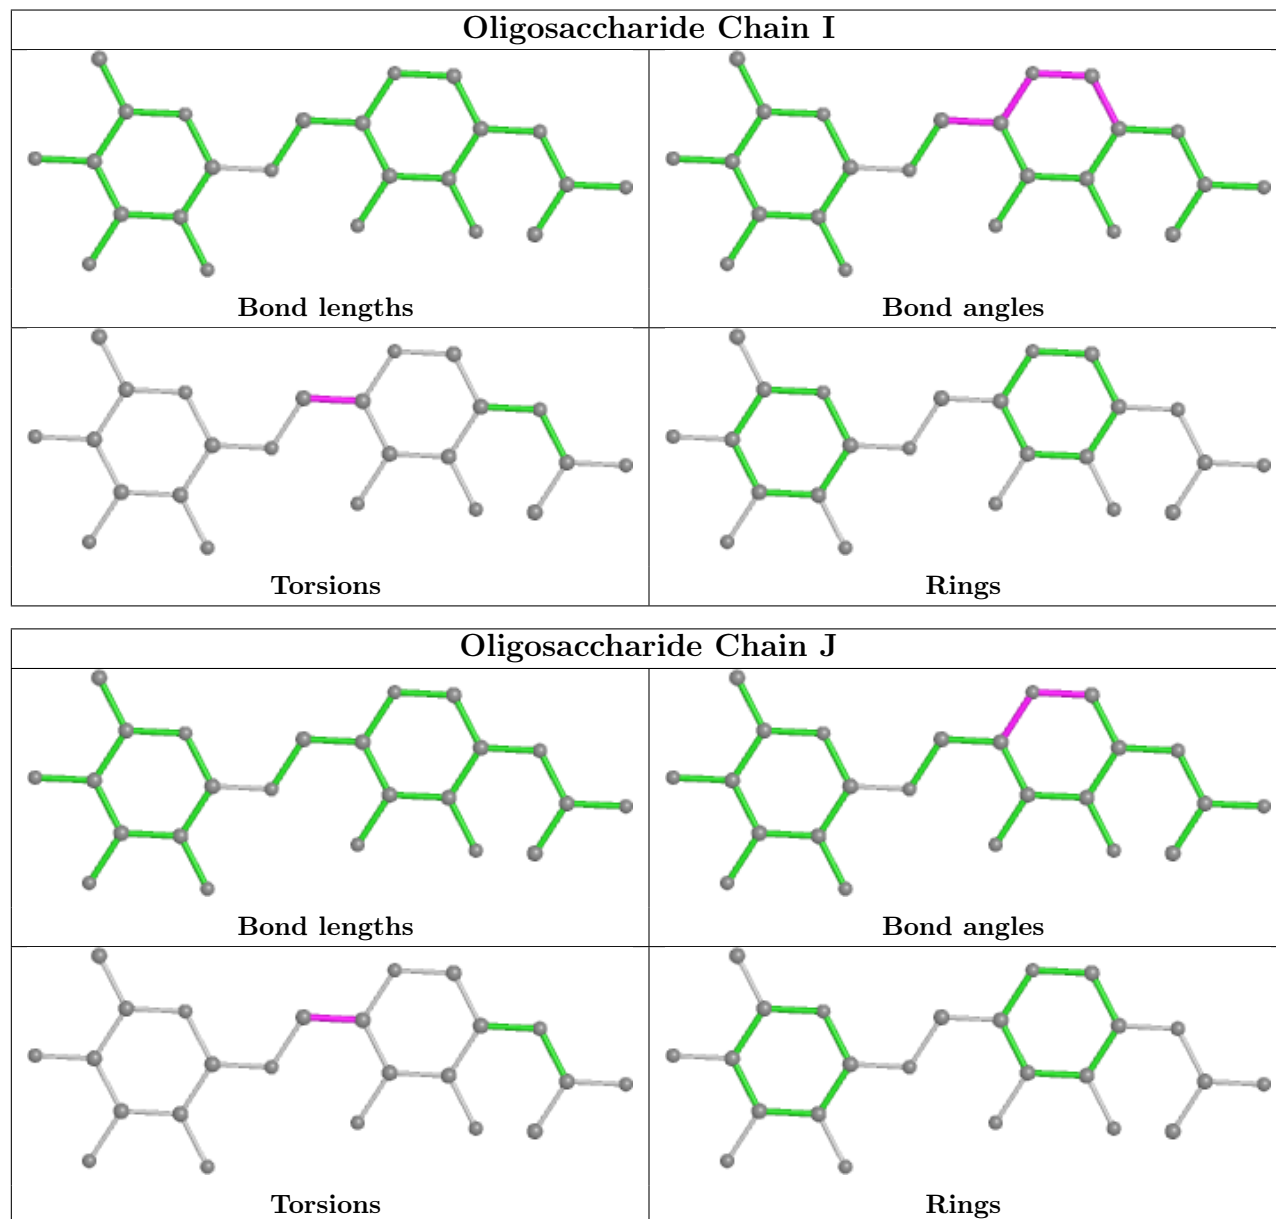 Oligosaccharide Chain I
Bond lengths
Bond angles
Torsions
Rings
Oligosaccharide Chain J
Bond lengths
Bond angles
Torsions
Rings